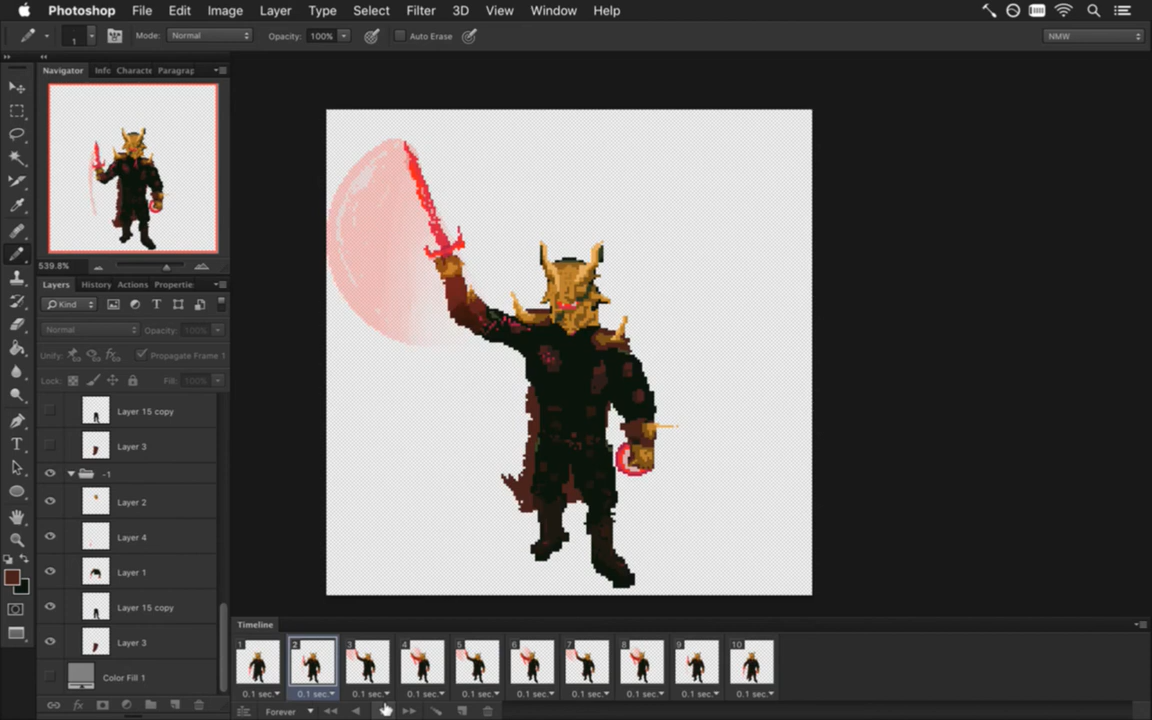 Photoshop File Edit Image Layer Type Select Filter 3D View Window Help
1 Mode: Normal Opacity: 100% Auto Erase NMW
Navigator Info Characte Paragrap
539.8%
Layers History Actions Propertie
Kind
Normal Opacity: 100%
Unify: Propagate Frame 1
Lock: Fill: 100%
Layer 15 copy
Layer 3
-1
Layer 2
Layer 4
Layer 1
Layer 15 copy
Layer 3
Color Fill 1
Timeline
1 2 3 4 5 6 7 8 9 10
0.1 sec. 0.1 sec. 0.1 sec. 0.1 sec. 0.1 sec. 0.1 sec. 0.1 sec. 0.1 sec. 0.1 sec. 0.1 sec.
Forever